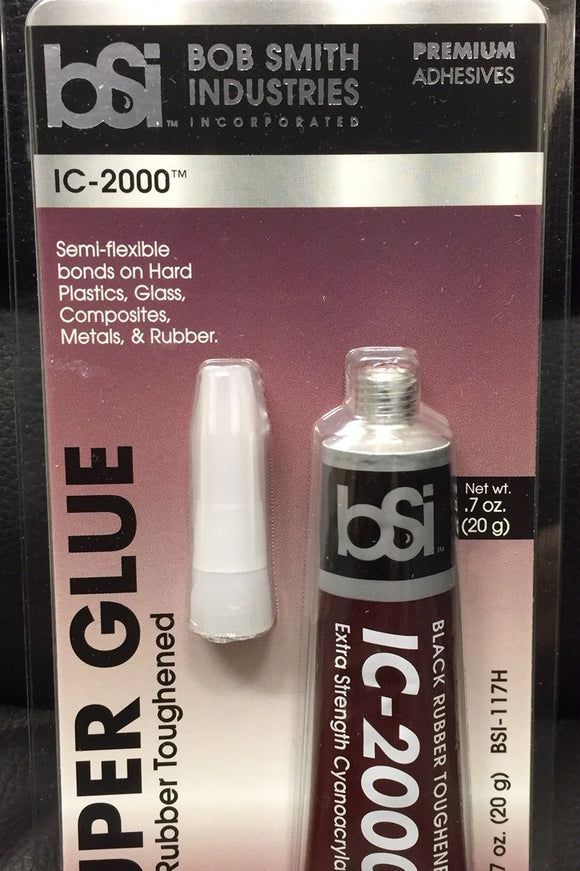 bSi™
BOB SMITH
INDUSTRIES
INCORPORATED
PREMIUM
ADHESIVES
IC-2000™
Semi-flexible
bonds on Hard
Plastics, Glass,
Composites,
Metals, & Rubber.
UPER GLUE
Rubber Toughened
bSi™
BLACK RUBBER TOUGHENE
IC-2000
Extra Strength Cyanoacryla
Net wt.
.7 oz.
(20 g)
7 oz. (20 g) BSI-117H